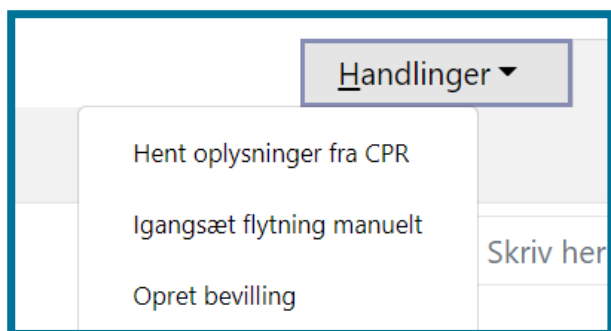 Handlinger
Hent oplysninger fra CPR
Igangsæt flytning manuelt
Skriv her
Opret bevilling